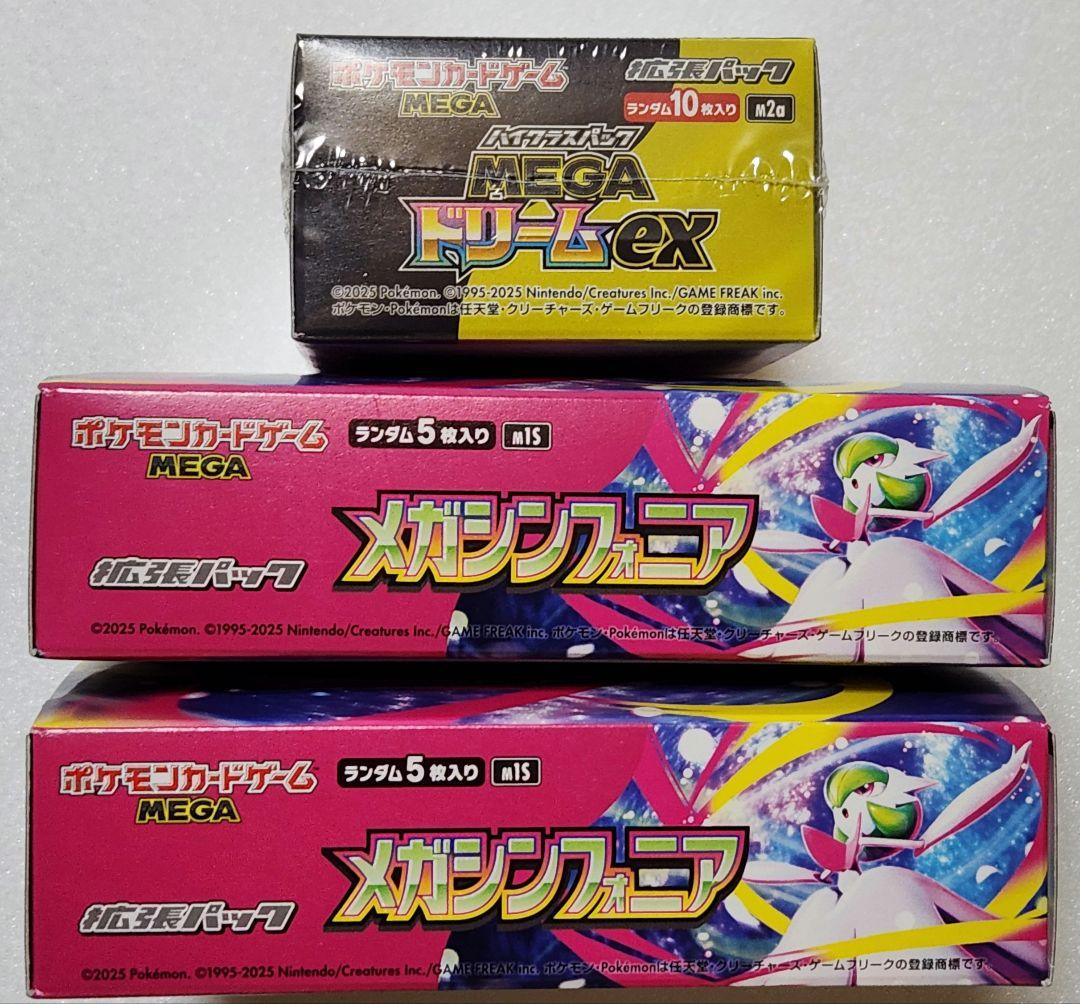 ポケモンカードゲーム
MEGA
拡張パック
ランダム10枚入り m2a
ハイクラスパック
MEGA
ドリームex
©2025 Pokémon. ©1995-2025 Nintendo/Creatures Inc./GAME FREAK inc.
ポケモン・Pokémonは任天堂・クリーチャーズ・ゲームフリークの登録商標です。
ポケモンカードゲーム
MEGA
ランダム5枚入り m1S
メガシンフォニア
拡張パック
©2025 Pokémon. ©1995-2025 Nintendo/Creatures Inc./GAME FREAK inc. ポケモン・Pokémonは任天堂・クリーチャーズ・ゲームフリークの登録商標です。
ポケモンカードゲーム
MEGA
ランダム5枚入り m1S
メガシンフォニア
拡張パック
©2025 Pokémon. ©1995-2025 Nintendo/Creatures Inc./GAME FREAK inc. ポケモン・Pokémonは任天堂・クリーチャーズ・ゲームフリークの登録商標です。